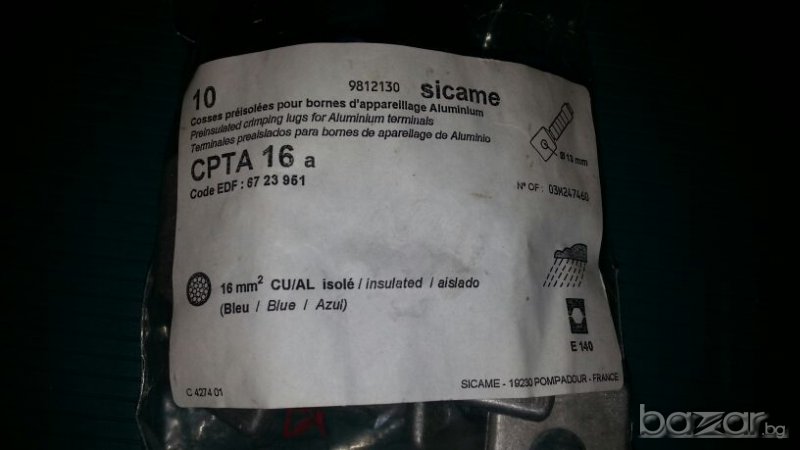 10 9812130 sicame
Cosses préisolées pour bornes d'appareillage Aluminium
Preinsulated crimping lugs for Aluminium terminals
Terminales preaislados para bornes de aparellage de Aluminio
CPTA 16 a
Code EDF : 67 23 961
C
Ø 13 mm
N° OF : 03M247460
16 mm² CU/AL isolé / insulated / aislado
(Bleu / Blue / Azul)
E 140
C 4274 01
SICAME - 19230 POMPADOUR - FRANCE
bazar.bg